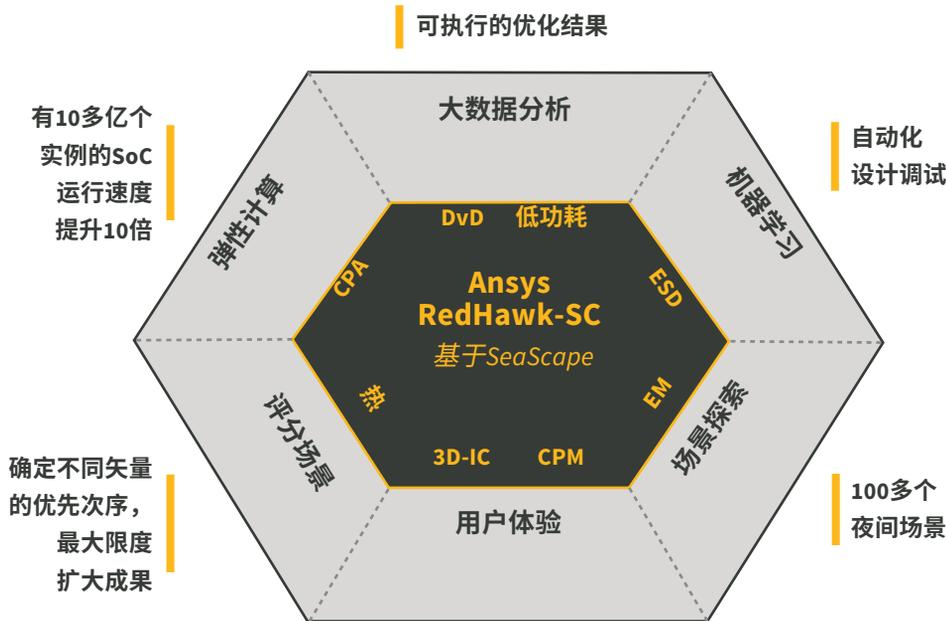 可执行的优化结果
大数据分析
有10多亿个
实例的SoC
运行速度
提升10倍
弹性计算
机器学习
自动化
设计调试
DvD 低功耗
CPA
ESD
Ansys
RedHawk-SC
基于SeaScape
热
EM
3D-IC CPM
评分场景
场景探索
确定不同矢量
的优先次序，
最大限度
扩大成果
用户体验
100多个
夜间场景